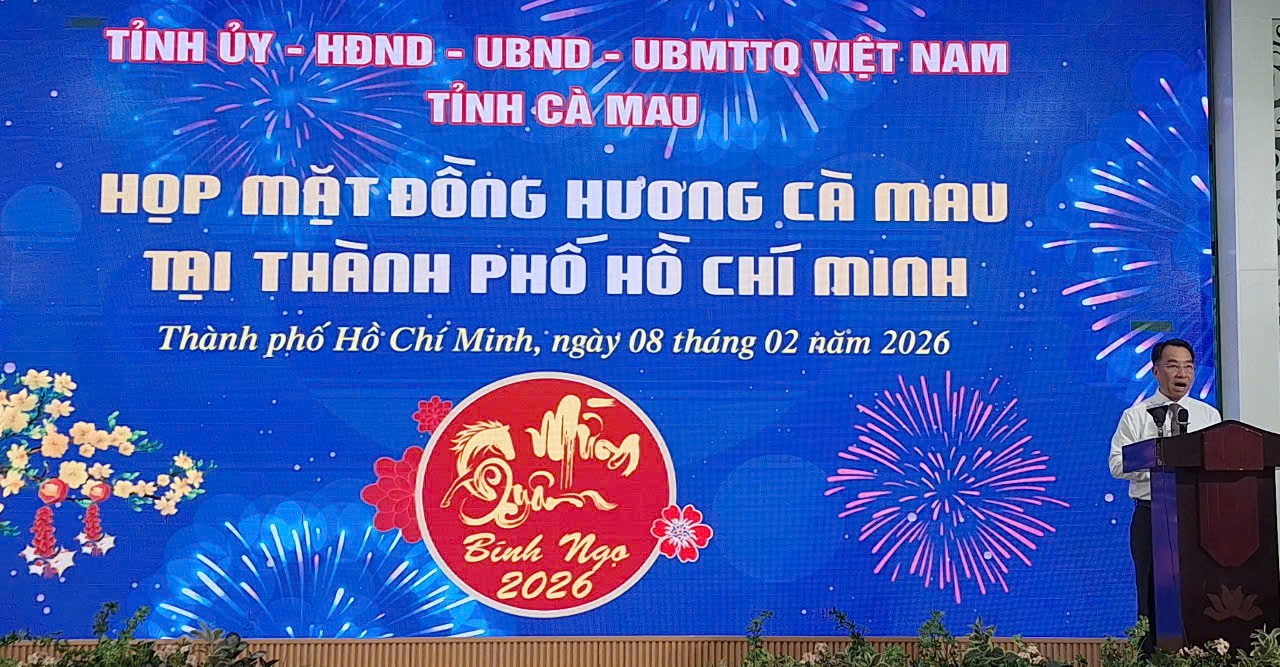 TỈNH ỦY - HĐND - UBND - UBMTTQ VIỆT NAM
TỈNH CÀ MAU
HỌP MẶT ĐỒNG HƯƠNG CÀ MAU
TẠI THÀNH PHỐ HỒ CHÍ MINH
Thành phố Hồ Chí Minh, ngày 08 tháng 02 năm 2026
Mừng
Xuân
Bính Ngọ
2026